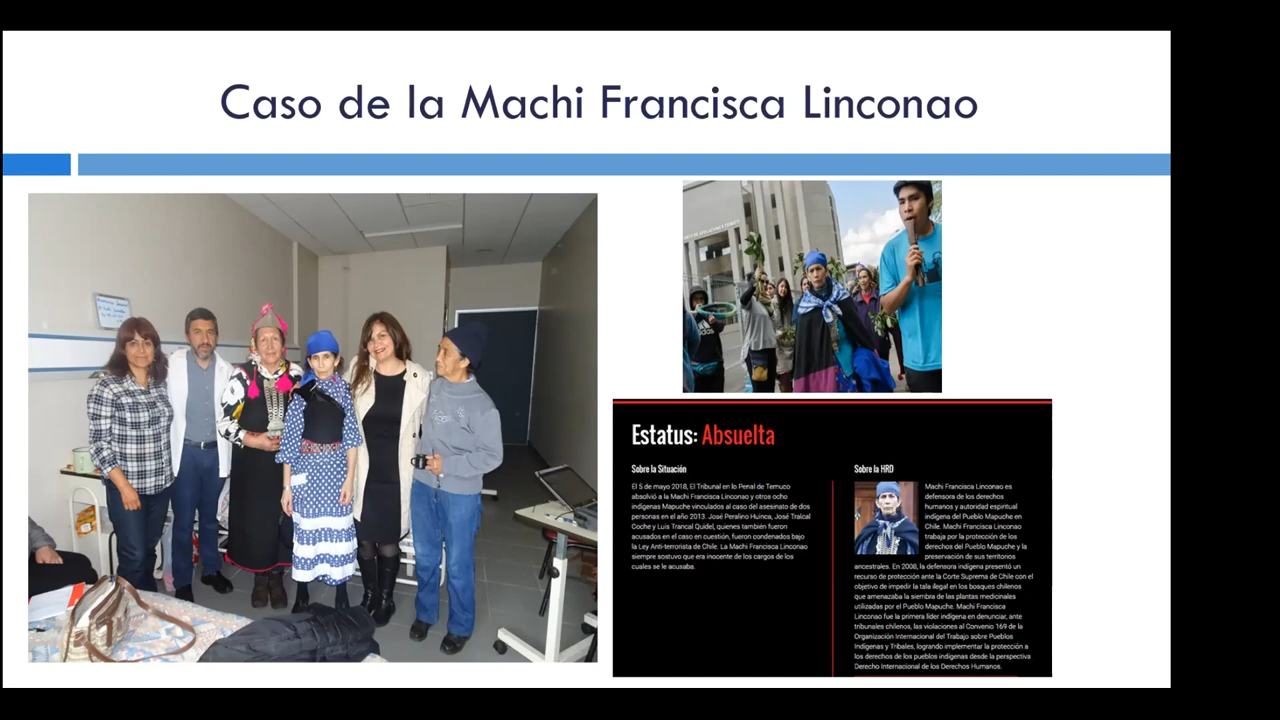 Caso de la Machi Francisca Linconao
Estatus: Absuelta
Sobre la Situación
El 5 de mayo 2018, El Tribunal en lo Penal de Temuco
absolvió a la Machi Francisca Linconao y otros ocho
indígenas Mapuche vinculados al caso del asesinato de dos
personas en el año 2013. José Peralino Huinca, José Tralcal
Coche y Luis Trancal Quidel, quienes también fueron
acusados en el caso en cuestión, fueron condenados bajo
la Ley Anti-terrorista de Chile. La Machi Francisca Linconao
siempre sostuvo que era inocente de los cargos de los
cuales se le acusaba.
Sobre la HRD
Machi Francisca Linconao es
defensora de los derechos
humanos y autoridad espiritual
indígena del Pueblo Mapuche en
Chile. Machi Francisca Linconao
trabaja por la protección de los
derechos del Pueblo Mapuche y la
preservación de sus territorios
ancestrales. En 2008, la defensora indígena presentó un
recurso de protección ante la Corte Suprema de Chile con el
objetivo de impedir la tala ilegal en los bosques chilenos
que amenazaba la siembra de las plantas medicinales
utilizadas por el Pueblo Mapuche. Machi Francisca
Linconao fue la primera líder indígena en denunciar, ante
tribunales chilenos, las violaciones al Convenio 169 de la
Organización Internacional del Trabajo sobre Pueblos
Indígenas y Tribales, logrando implementar la protección a
los derechos de los pueblos indígenas desde la perspectiva
Derecho Internacional de los Derechos Humanos.
adidas